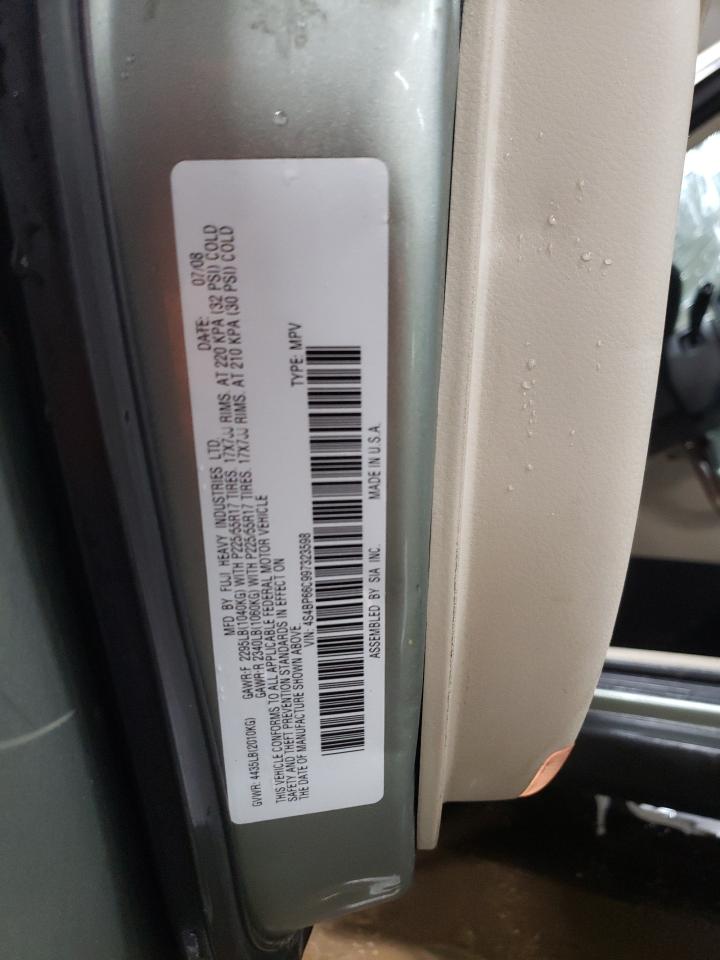 MFD BY FUJI HEAVY INDUSTRIES LTD. DATE: 07/08
GVWR: 4435LB(2010KG) GAWR:F 2295LB(1040KG) WITH P225/55R17 TIRES. 17X7JJ RIMS. AT 220 KPA (32 PSI) COLD
GAWR:R 2340LB(1060KG) WITH P225/55R17 TIRES. 17X7JJ RIMS. AT 210 KPA (30 PSI) COLD
THIS VEHICLE CONFORMS TO ALL APPLICABLE FEDERAL MOTOR VEHICLE
SAFETY AND THEFT PREVENTION STANDARDS IN EFFECT ON
THE DATE OF MANUFACTURE SHOWN ABOVE.
VIN: 4S4BP66C997323598 TYPE: MPV
ASSEMBLED BY SIA INC. MADE IN U.S.A.